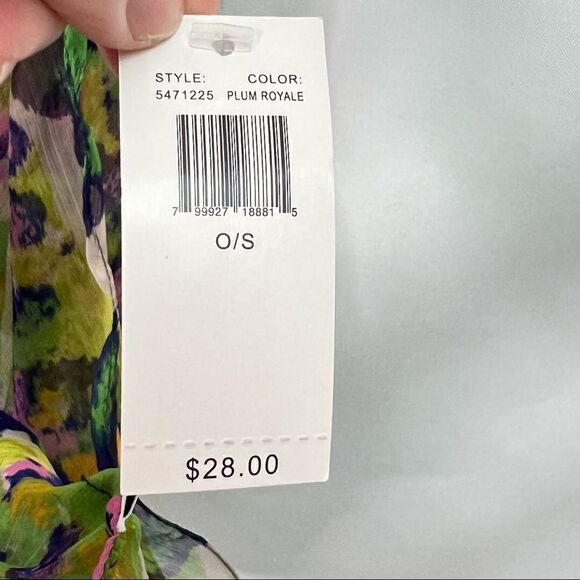 STYLE: COLOR:
5471225 PLUM ROYALE
7 99927 18881 5
O/S
$28.00